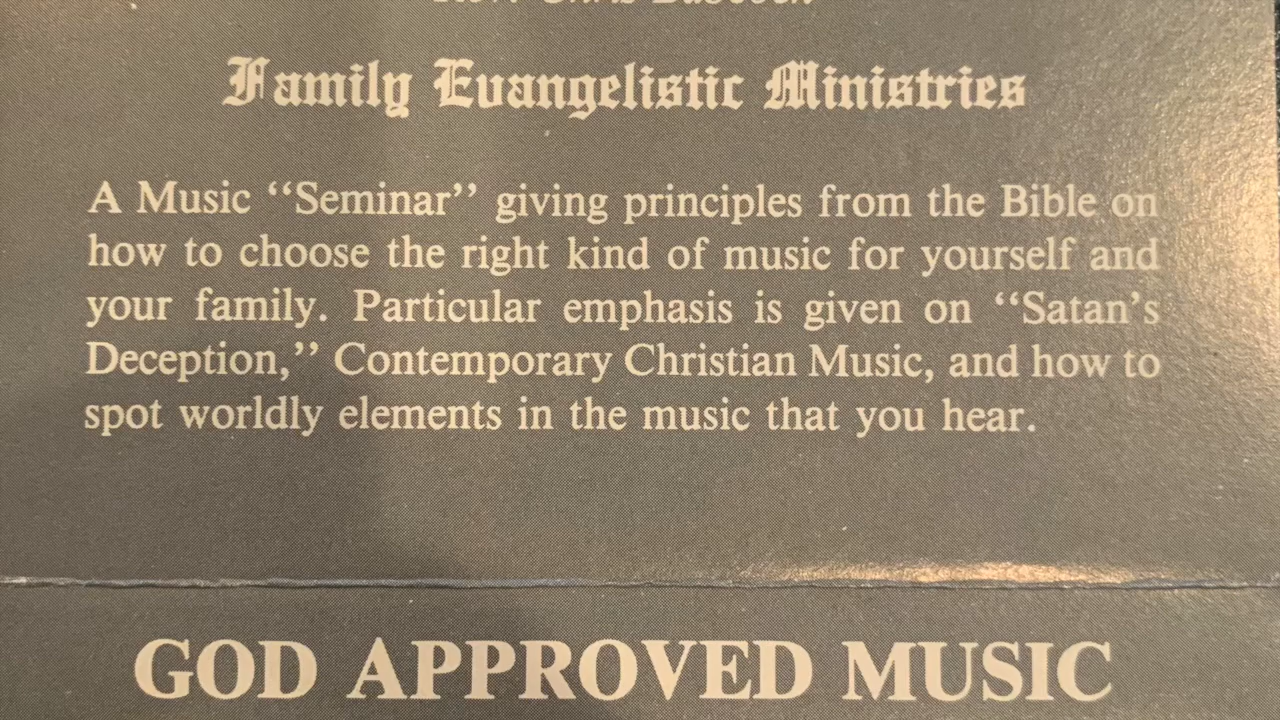 Family Evangelistic Ministries
A Music “Seminar” giving principles from the Bible on
how to choose the right kind of music for yourself and
your family. Particular emphasis is given on “Satan’s
Deception,” Contemporary Christian Music, and how to
spot worldly elements in the music that you hear.
GOD APPROVED MUSIC